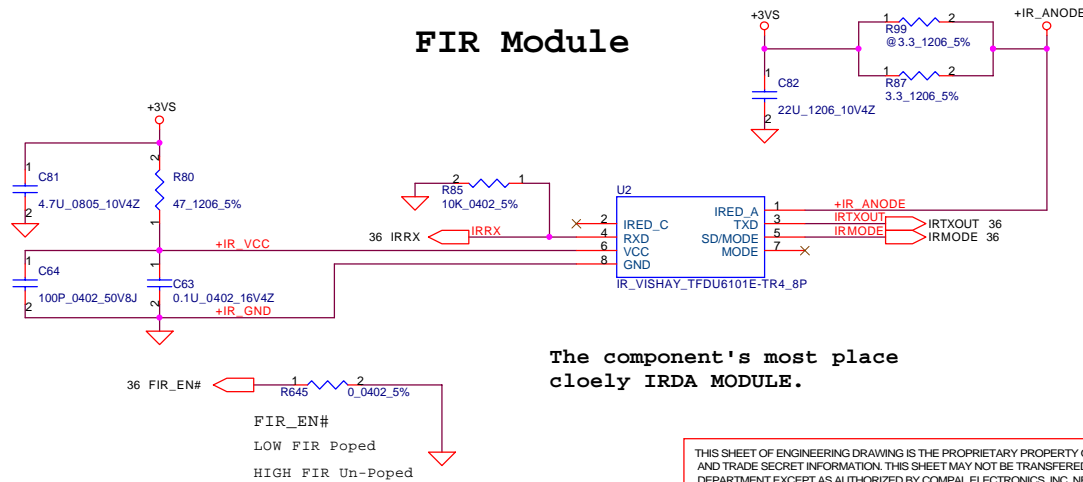 FIR Module
+3VS
1
2
R99
@3.3_1206_5%
+IR_ANODE
1
2
R87
3.3_1206_5%
1
C82
22U_1206_10V4Z
2
+3VS
1
C81
4.7U_0805_10V4Z
2
2
R80
47_1206_5%
1
2
1
R85
10K_0402_5%
36 IRRX
IRRX
+IR_VCC
1
C64
100P_0402_50V8J
2
1
C63
0.1U_0402_16V4Z
2
+IR_GND
U2
2
IRED_C
4
RXD
6
VCC
8
GND
IRED_A
1
+IR_ANODE
TXD
3
IRTXOUT
IRTXOUT 36
SD/MODE
5
IRMODE
IRMODE 36
MODE
7
IR_VISHAY_TFDU6101E-TR4_8P
The component's most place
cloely IRDA MODULE.
36 FIR_EN#
1
2
R645
0_0402_5%
FIR_EN#
LOW FIR Poped
HIGH FIR Un-Poped
THIS SHEET OF ENGINEERING DRAWING IS THE PROPRIETARY PROPERTY
AND TRADE SECRET INFORMATION. THIS SHEET MAY NOT BE TRANSFERED
DEPARTMENT EXCEPT AS AUTHORIZED BY COMPAL ELECTRONICS, INC.